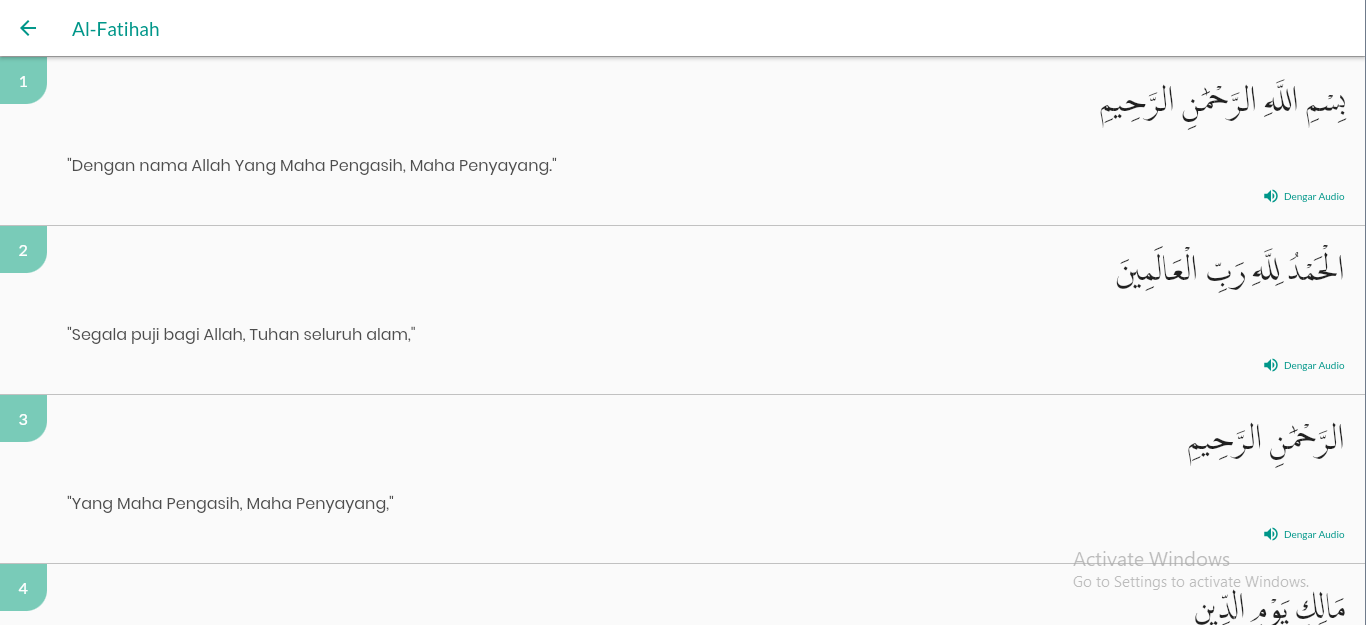 Al-Fatihah
1
بِسْمِ اللَّهِ الرَّحْمَٰنِ الرَّحِيمِ
"Dengan nama Allah Yang Maha Pengasih, Maha Penyayang."
Dengar Audio
2
الْحَمْدُ لِلَّهِ رَبِّ الْعَالَمِينَ
"Segala puji bagi Allah, Tuhan seluruh alam,"
Dengar Audio
3
الرَّحْمَٰنِ الرَّحِيمِ
"Yang Maha Pengasih, Maha Penyayang,"
Dengar Audio
Activate Windows
Go to Settings to activate Windows.
4
مَالِكِ يَوْمِ الدِّينِ